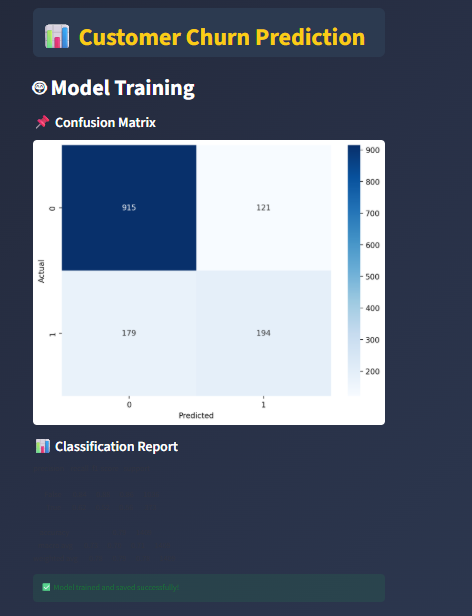 Customer Churn Prediction
Model Training
Confusion Matrix
900
800
700
600
500
400
300
200
0
915
121
Actual
1
179
194
0
1
Predicted
Classification Report
Model trained and saved successfully!